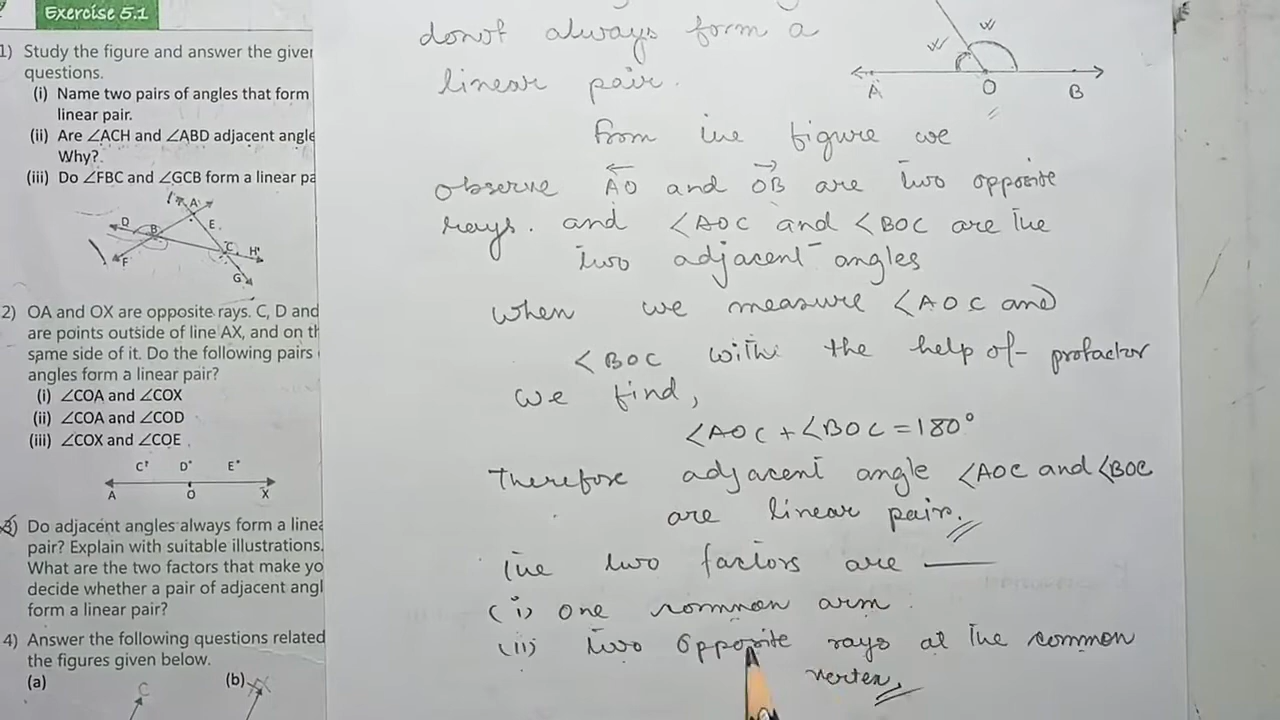 Exercise 5.1
1) Study the figure and answer the given
questions.
(i) Name two pairs of angles that form
linear pair.
(ii) Are ∠ACH and ∠ABD adjacent angle
Why?
(iii) Do ∠FBC and ∠GCB form a linear pa
A
D
B
E
C
H
F
G
2) OA and OX are opposite rays. C, D and
are points outside of line AX, and on th
same side of it. Do the following pairs
angles form a linear pair?
(i) ∠COA and ∠COX
(ii) ∠COA and ∠COD
(iii) ∠COX and ∠COE
C D E
A O X
3) Do adjacent angles always form a linea
pair? Explain with suitable illustrations.
What are the two factors that make yo
decide whether a pair of adjacent angl
form a linear pair?
4) Answer the following questions related
the figures given below.
(a) C (b)
donot always form a
linear pair.
A O B
from the figure we
observe AO and OB are two opposite
rays. and ∠AOC and ∠BOC are the
two adjacent angles
When we measure ∠AOC and
∠BOC with the help of protactor
we find,
∠AOC + ∠BOC = 180°
Therefore adjacent angle ∠AOC and ∠BOC
are linear pair.
The two factors are —
(i) one common arm.
(ii) two opposite rays at the common
vertex,